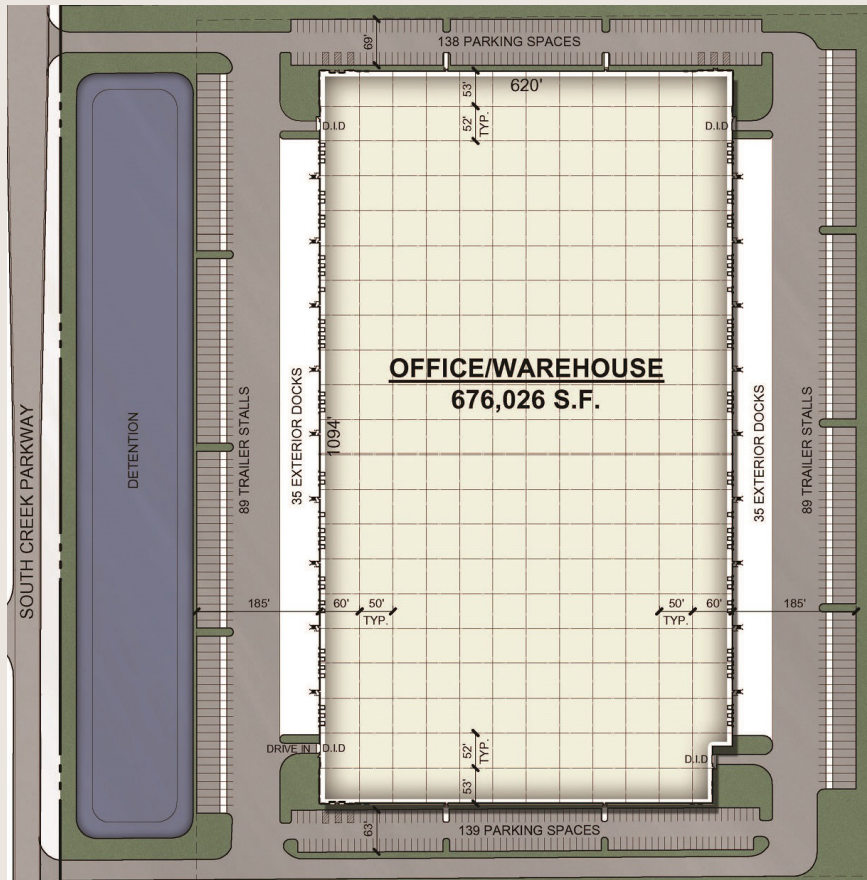 138 PARKING SPACES
69'
620'
53'
52'
TYP.
D.I.D
D.I.D
OFFICE/WAREHOUSE
676,026 S.F.
SOUTH CREEK PARKWAY
DETENTION
89 TRAILER STALLS
35 EXTERIOR DOCKS
1094'
35 EXTERIOR DOCKS
89 TRAILER STALLS
185'
60'
50'
TYP.
50'
TYP.
60'
185'
DRIVE IN
D.I.D
52'
TYP.
53'
D.I.D
63'
139 PARKING SPACES